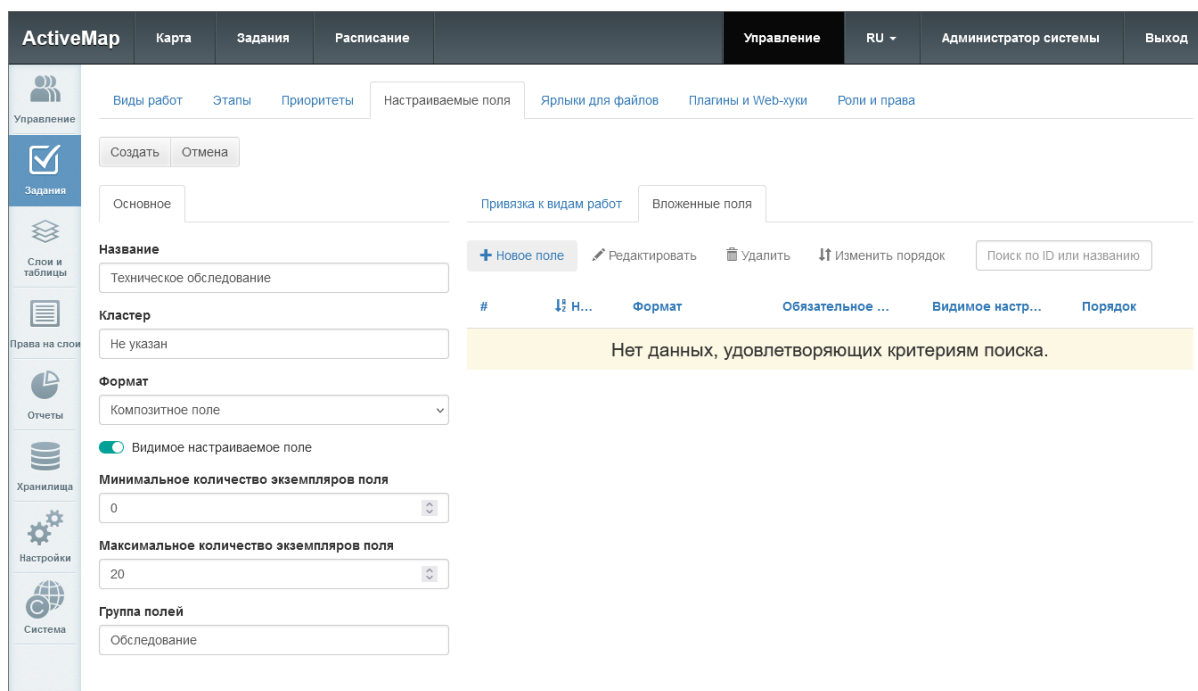 ActiveMap Карта Задания Расписание Управление RU Администратор системы Выход
Управление
Задания
Слои и таблицы
Права на слои
Отчеты
Хранилища
Настройки
Система
Виды работ Этапы Приоритеты Настраиваемые поля Ярлыки для файлов Плагины и Web-хуки Роли и права
Создать Отмена
Основное
Название
Техническое обследование
Кластер
Не указан
Формат
Композитное поле
Видимое настраиваемое поле
Минимальное количество экземпляров поля
0
Максимальное количество экземпляров поля
20
Группа полей
Обследование
Привязка к видам работ Вложенные поля
Новое поле Редактировать Удалить Изменить порядок Поиск по ID или названию
# Н... Формат Обязательное ... Видимое настр... Порядок
Нет данных, удовлетворяющих критериям поиска.